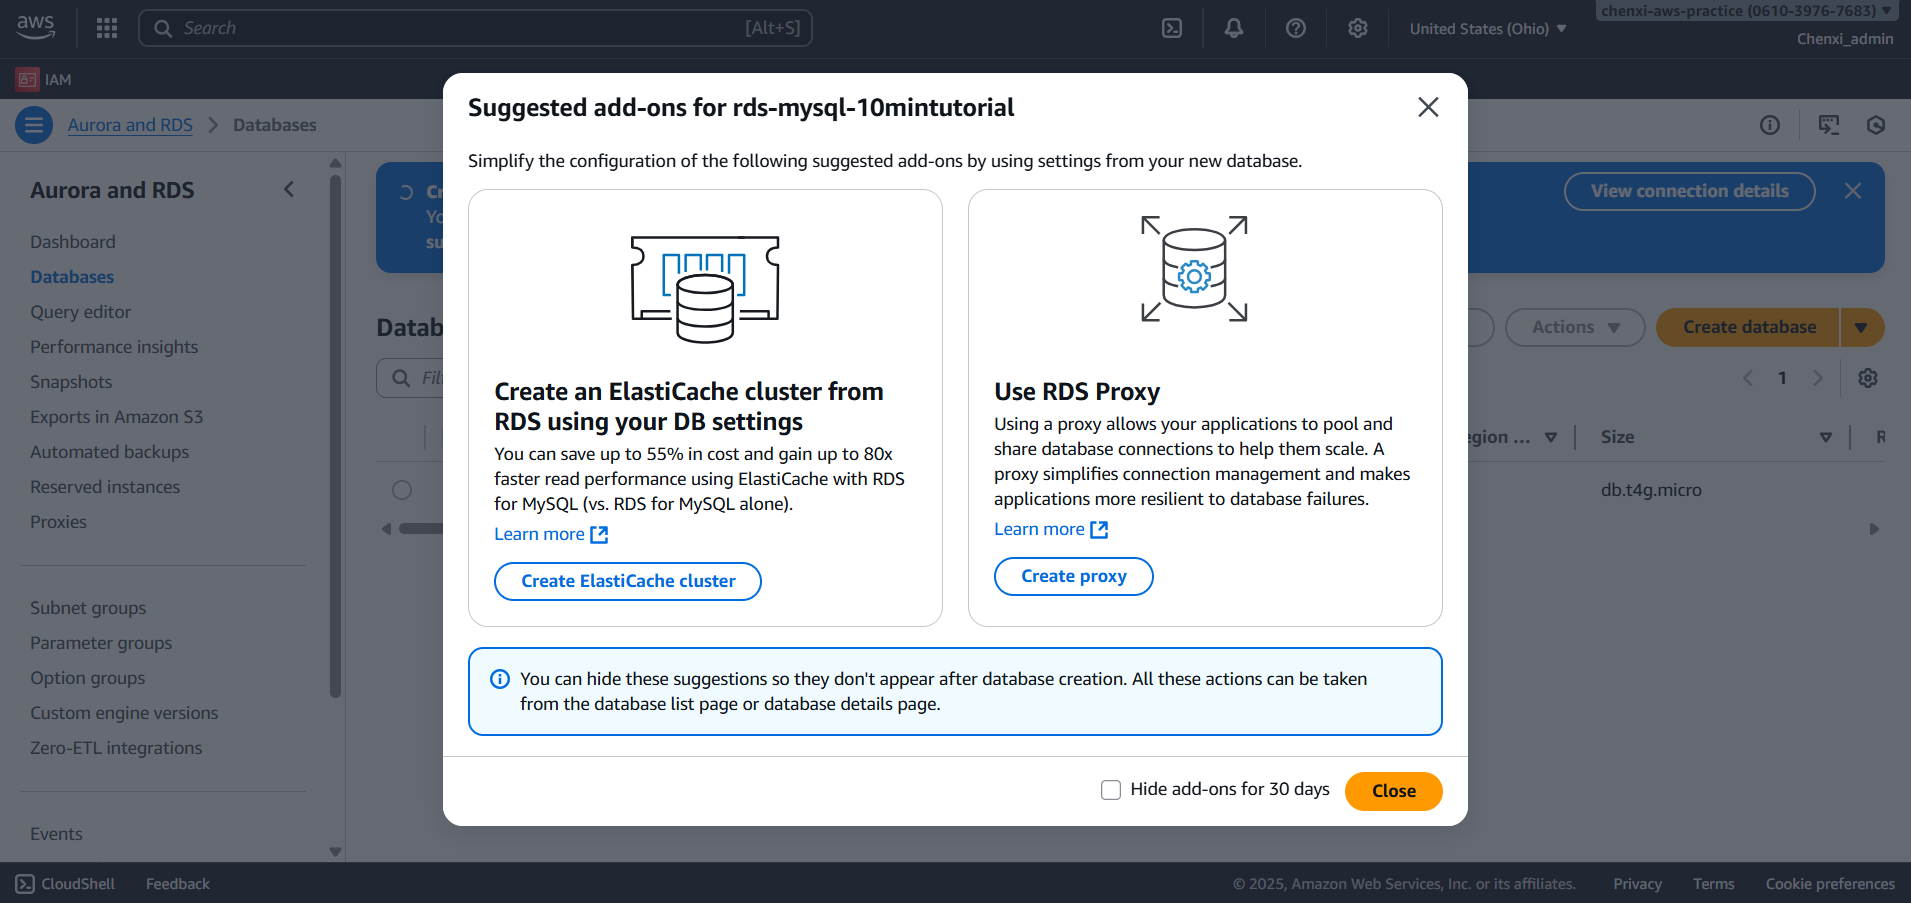 aws
Search
[Alt+S]
United States (Ohio)
chenxi-aws-practice (0610-3976-7683)
Chenxi_admin
IAM
Aurora and RDS
Databases
Aurora and RDS
Dashboard
Databases
Query editor
Performance insights
Snapshots
Exports in Amazon S3
Automated backups
Reserved instances
Proxies
Subnet groups
Parameter groups
Option groups
Custom engine versions
Zero-ETL integrations
Events
View connection details
Actions
Create database
1
Size
db.t4g.micro
Suggested add-ons for rds-mysql-10mintutorial
Simplify the configuration of the following suggested add-ons by using settings from your new database.
Create an ElastiCache cluster from
RDS using your DB settings
You can save up to 55% in cost and gain up to 80x
faster read performance using ElastiCache with RDS
for MySQL (vs. RDS for MySQL alone).
Learn more
Create ElastiCache cluster
Use RDS Proxy
Using a proxy allows your applications to pool and
share database connections to help them scale. A
proxy simplifies connection management and makes
applications more resilient to database failures.
Learn more
Create proxy
You can hide these suggestions so they don't appear after database creation. All these actions can be taken
from the database list page or database details page.
Hide add-ons for 30 days
Close
CloudShell
Feedback
© 2025, Amazon Web Services, Inc. or its affiliates.
Privacy
Terms
Cookie preferences